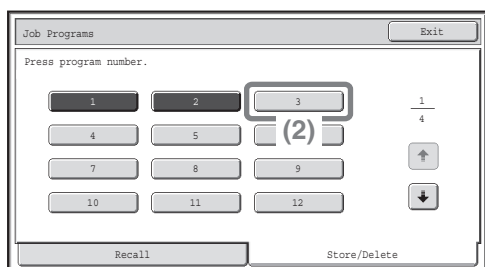 Job Programs Exit
Press program number.
1 2 3 1
4 5 (2) 4
7 8 9
10 11 12
Recall Store/Delete